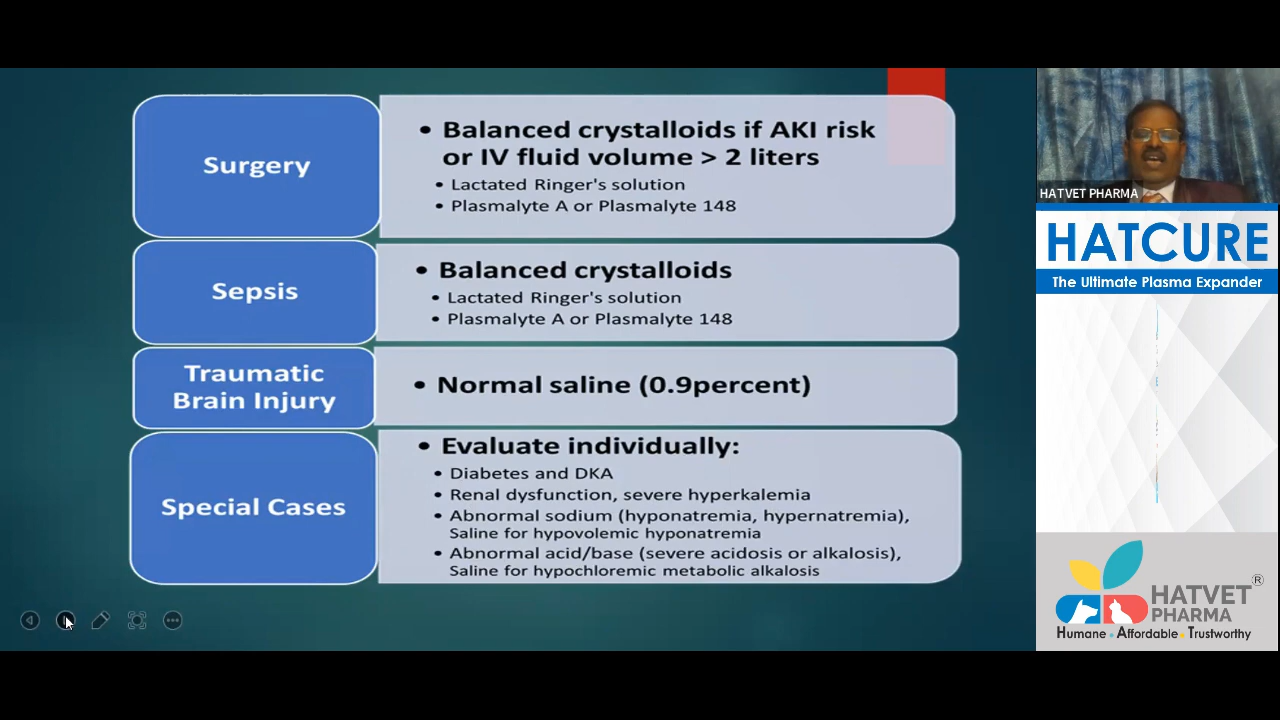 Surgery
• Balanced crystalloids if AKI risk
or IV fluid volume > 2 liters
• Lactated Ringer's solution
• Plasmalyte A or Plasmalyte 148
Sepsis
• Balanced crystalloids
• Lactated Ringer's solution
• Plasmalyte A or Plasmalyte 148
Traumatic
Brain Injury
• Normal saline (0.9percent)
Special Cases
• Evaluate individually:
• Diabetes and DKA
• Renal dysfunction, severe hyperkalemia
• Abnormal sodium (hyponatremia, hypernatremia),
Saline for hypovolemic hyponatremia
• Abnormal acid/base (severe acidosis or alkalosis),
Saline for hypochloremic metabolic alkalosis
HATVET PHARMA
HATCURE
The Ultimate Plasma Expander
HATVET®
PHARMA
Humane • Affordable • Trustworthy